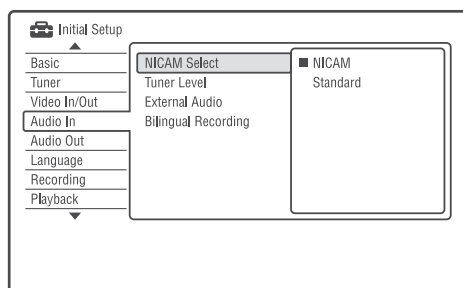 Initial Setup
Basic
Tuner
Video In/Out
Audio In
Audio Out
Language
Recording
Playback
NICAM Select
Tuner Level
External Audio
Bilingual Recording
NICAM
Standard